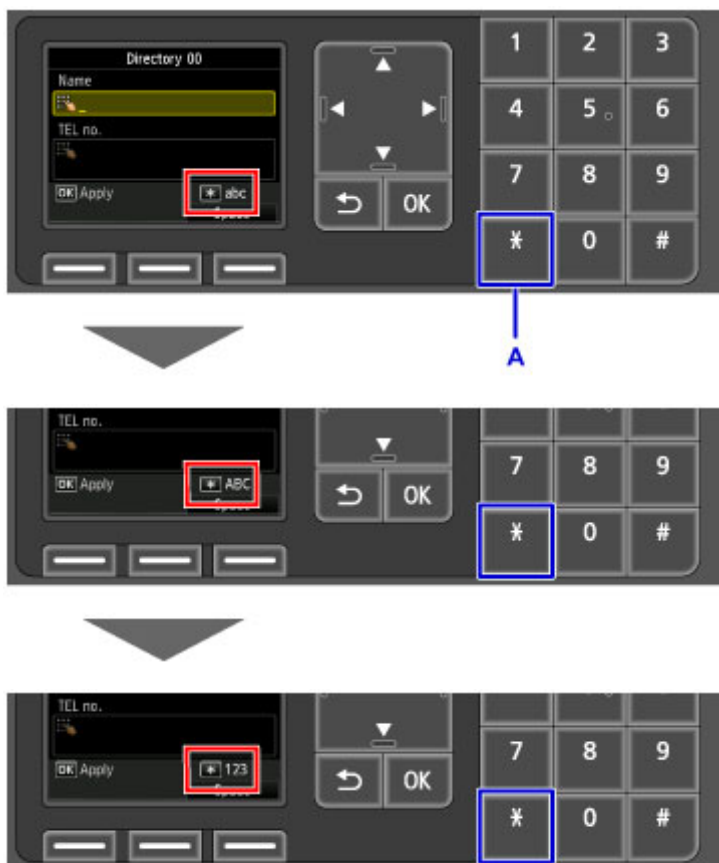 Directory 00
Name
TEL no.
OK Apply
* abc
OK
1 2 3
4 5 6
7 8 9
* 0 #
A
TEL no.
OK Apply
* ABC
OK
7 8 9
* 0 #
TEL no.
OK Apply
* 123
OK
7 8 9
* 0 #